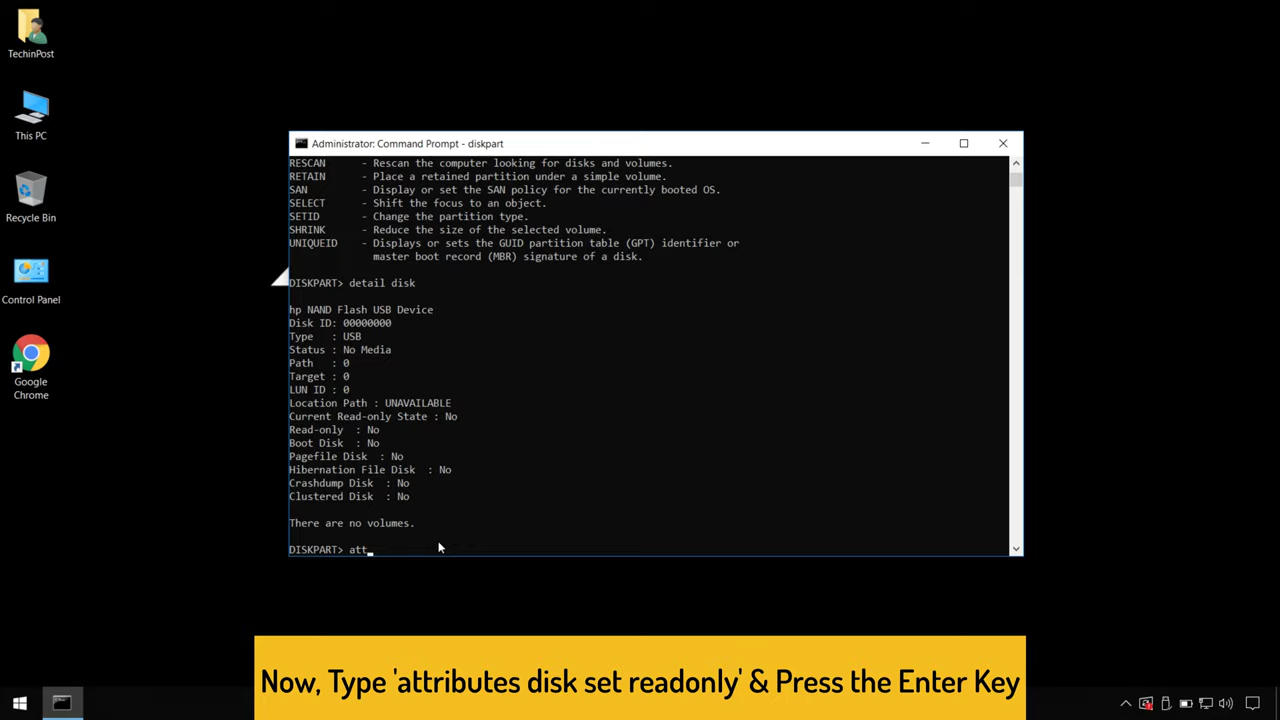 TechinPost
This PC
Recycle Bin
Control Panel
Google
Chrome
Administrator: Command Prompt - diskpart
RESCAN - Rescan the computer looking for disks and volumes.
RETAIN - Place a retained partition under a simple volume.
SAN - Display or set the SAN policy for the currently booted OS.
SELECT - Shift the focus to an object.
SETID - Change the partition type.
SHRINK - Reduce the size of the selected volume.
UNIQUEID - Displays or sets the GUID partition table (GPT) identifier or
master boot record (MBR) signature of a disk.
DISKPART> detail disk
hp NAND Flash USB Device
Disk ID: 00000000
Type : USB
Status : No Media
Path : 0
Target : 0
LUN ID : 0
Location Path : UNAVAILABLE
Current Read-only State : No
Read-only : No
Boot Disk : No
Pagefile Disk : No
Hibernation File Disk : No
Crashdump Disk : No
Clustered Disk : No
There are no volumes.
DISKPART> att_
Now, Type 'attributes disk set readonly' & Press the Enter Key